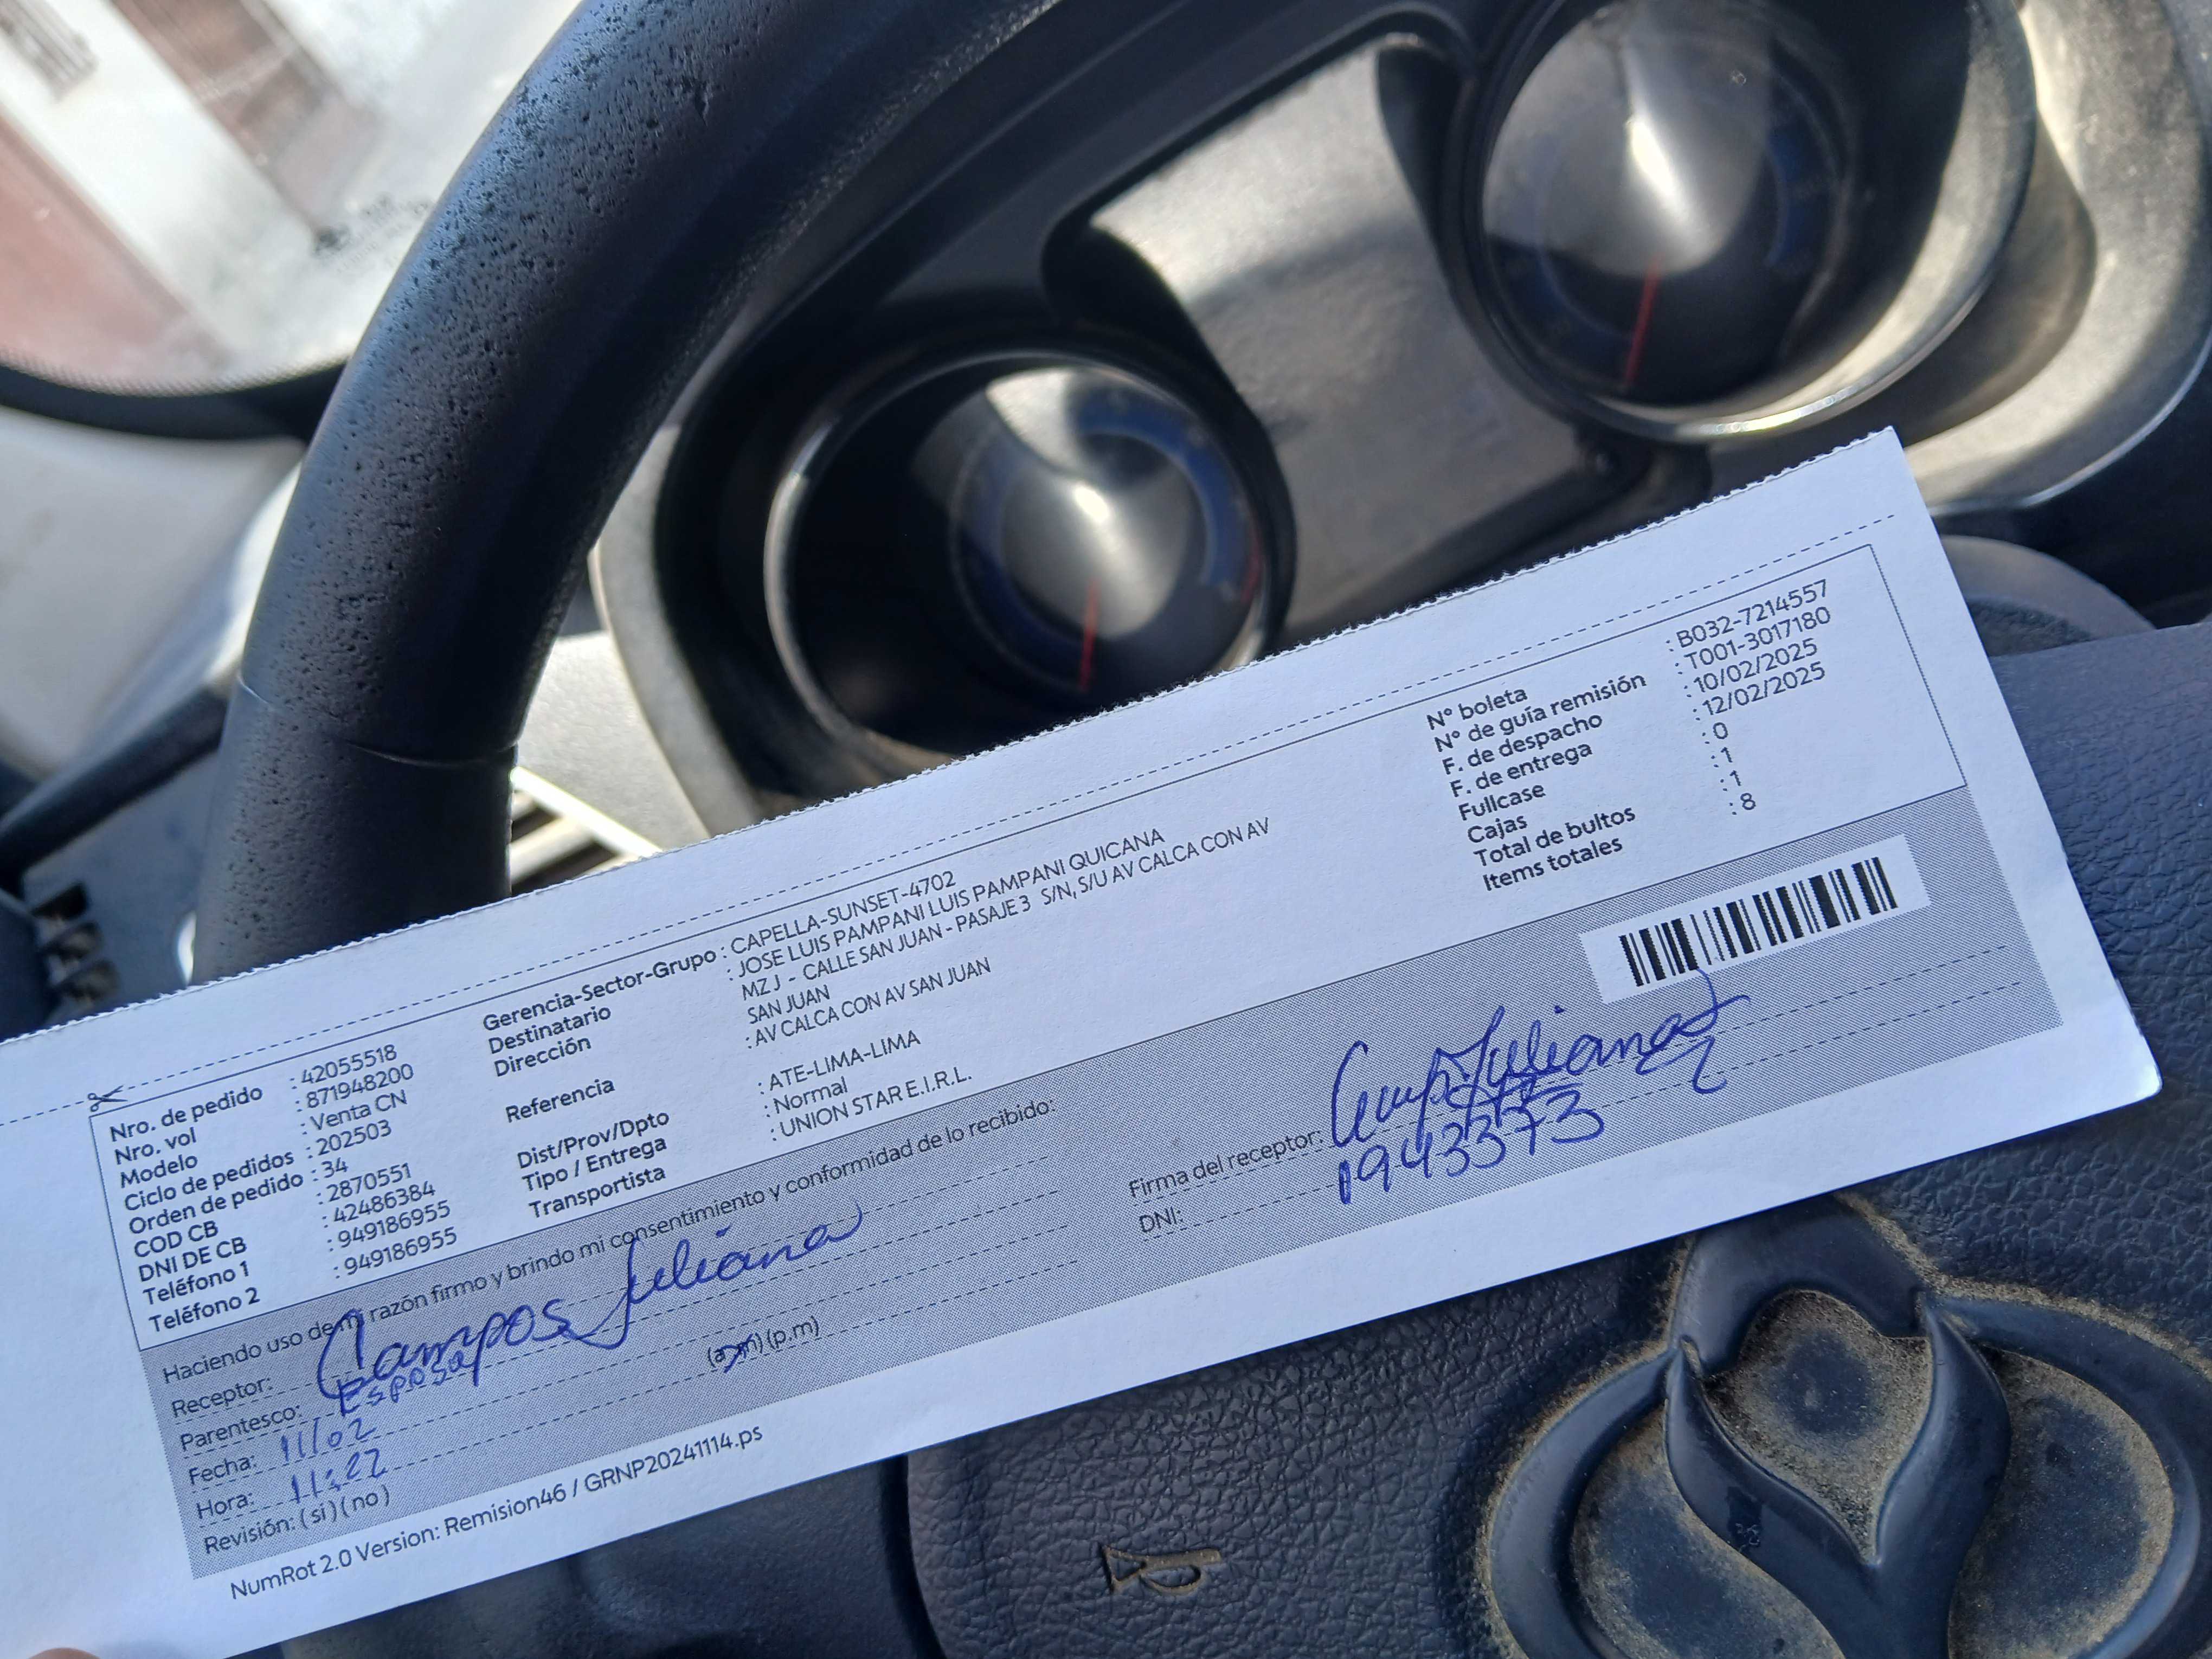 Nro. de pedido : 42055518
Nro. vol : 871948200
Modelo : Venta CN
Ciclo de pedidos : 202503
Orden de pedido : 34
COD CB : 2870551
DNI DE CB : 42486384
Teléfono 1 : 949186955
Teléfono 2 : 949186955
Gerencia-Sector-Grupo : CAPELLA-SUNSET-4702
Destinatario : JOSE LUIS PAMPANI LUIS PAMPANI QUICANA
Dirección MZ J - CALLE SAN JUAN - PASAJE 3 S/N, S/U AV CALCA CON AV
SAN JUAN
Referencia : AV CALCA CON AV SAN JUAN
Dist/Prov/Dpto : ATE-LIMA-LIMA
Tipo / Entrega : Normal
Transportista : UNION STAR E.I.R.L.
N° boleta : B032-7214557
N° de guía remisión : T001-3017180
F. de despacho : 10/02/2025
F. de entrega : 12/02/2025
Fullcase : 0
Cajas : 1
Total de bultos : 1
Items totales : 8
Haciendo uso de mi razón firmo y brindo mi consentimiento y conformidad de lo recibido:
Receptor: Campos Juliana
Parentesco: Esposa
Fecha: 11/02
Hora: 11:22 (a.m) (p.m)
Revisión: (si) (no)
Firma del receptor: Camp Juliana
DNI: 1943373
NumRot 2.0 Version: Remision46 / GRNP20241114.ps